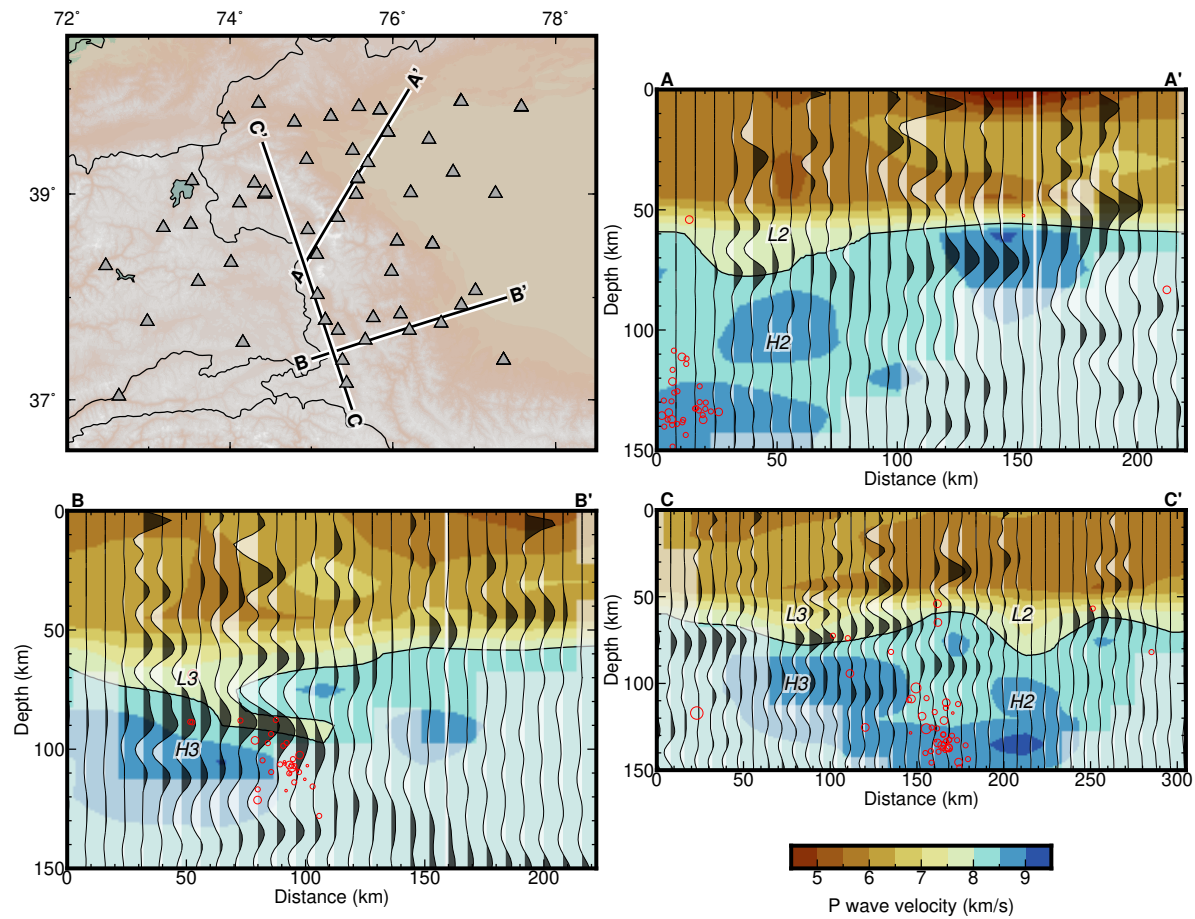 72° 74° 76° 78°
39°
37°
A'
C'
A
B'
B
C
A A'
0
50
100
150
Depth (km)
L2
H2
0 50 100 150 200
Distance (km)
B B'
0
50
100
150
Depth (km)
L3
H3
0 50 100 150 200
Distance (km)
C C'
0
50
100
150
Depth (km)
L3 L2
H3 H2
0 50 100 150 200 250 300
Distance (km)
5 6 7 8 9
P wave velocity (km/s)